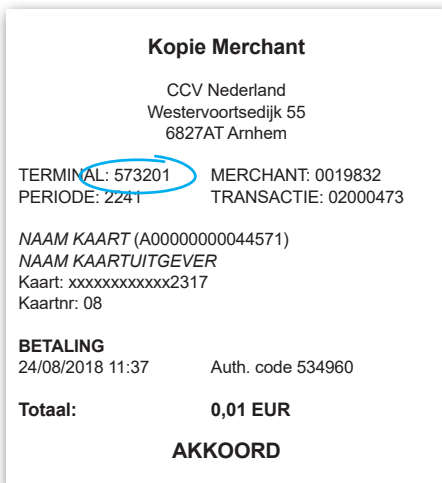 Kopie Merchant
CCV Nederland
Westervoortsedijk 55
6827AT Arnhem
TERMINAL: 573201 MERCHANT: 0019832
PERIODE: 2241 TRANSACTIE: 02000473
NAAM KAART (A00000000044571)
NAAM KAARTUITGEVER
Kaart: xxxxxxxxxxxx2317
Kaartnr: 08
BETALING
24/08/2018 11:37 Auth. code 534960
Totaal: 0,01 EUR
AKKOORD